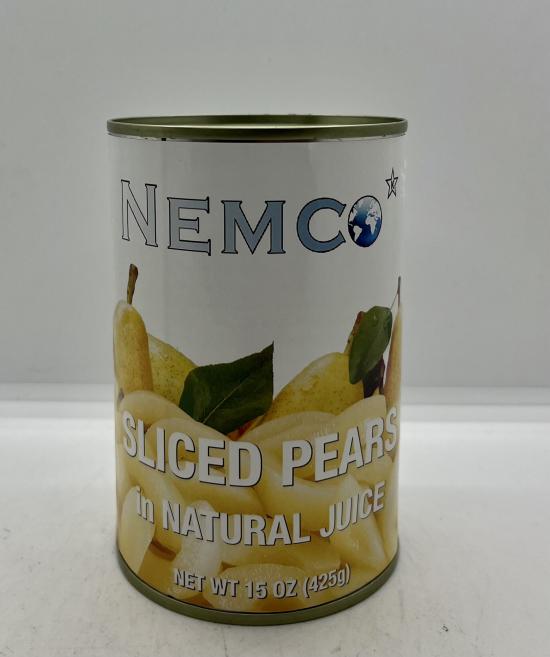 NEMCO
SLICED PEARS
in NATURAL JUICE
NET WT 15 OZ (425g)